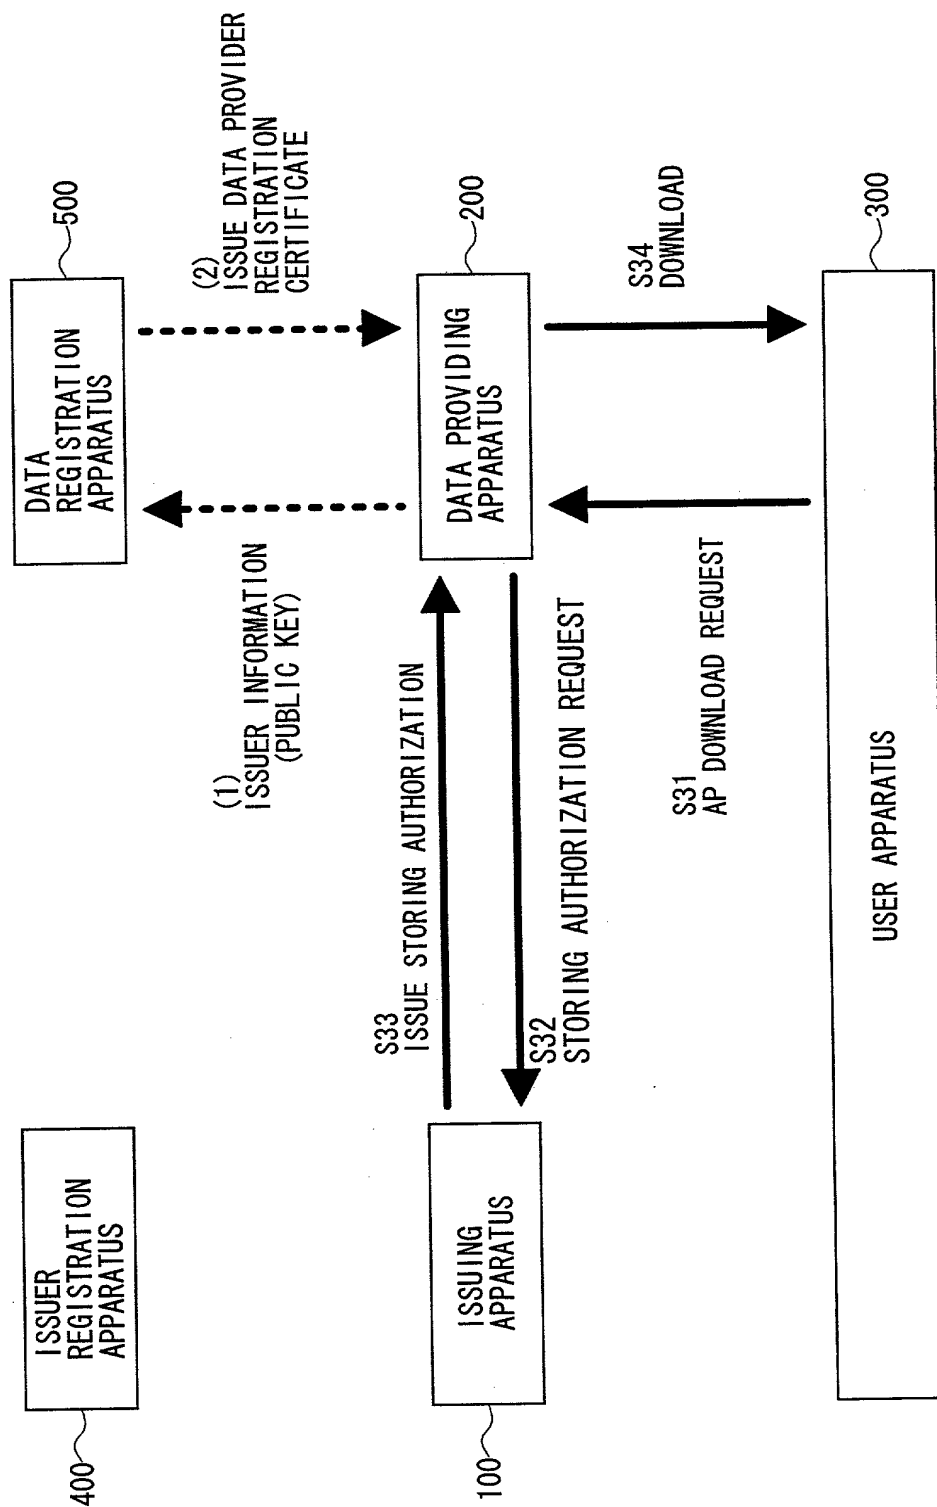 400
ISSUER
REGISTRATION
APPARATUS
DATA
REGISTRATION
APPARATUS
500
(1)
ISSUER INFORMATION
(PUBLIC KEY)
(2)
ISSUE DATA PROVIDER
REGISTRATION
CERTIFICATE
S33
ISSUE STORING AUTHORIZATION
100
ISSUING
APPARATUS
DATA PROVIDING
APPARATUS
200
S32
STORING AUTHORIZATION REQUEST
S31
AP DOWNLOAD REQUEST
S34
DOWNLOAD
USER APPARATUS
300